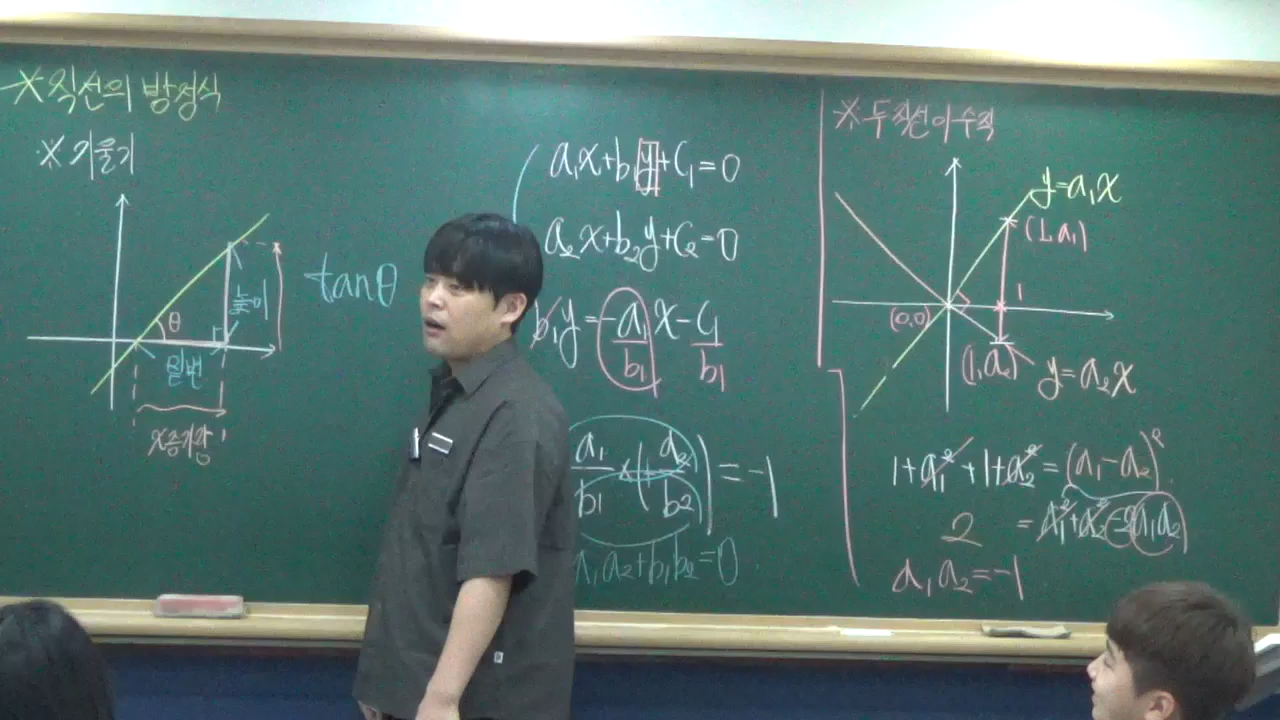 ※ 직선의 방정식
※ 기울기
θ
높이
밑변
x증가량
tanθ
a₁x+b₁y+c₁=0
a₂x+b₂y+c₂=0
b₁y=-a₁/b₁ x-c₁/b₁
a₁/b₁ × (+a₂/b₂) = -1
a₁a₂+b₁b₂=0
※ 두직선이 수직
y=a₁x
(1,a₁)
1
(0,0)
(1,a₂)
y=a₂x
1+a₁²+1+a₂²=(a₁-a₂)²
2 =a₁²+a₂²-2a₁a₂
a₁a₂=-1